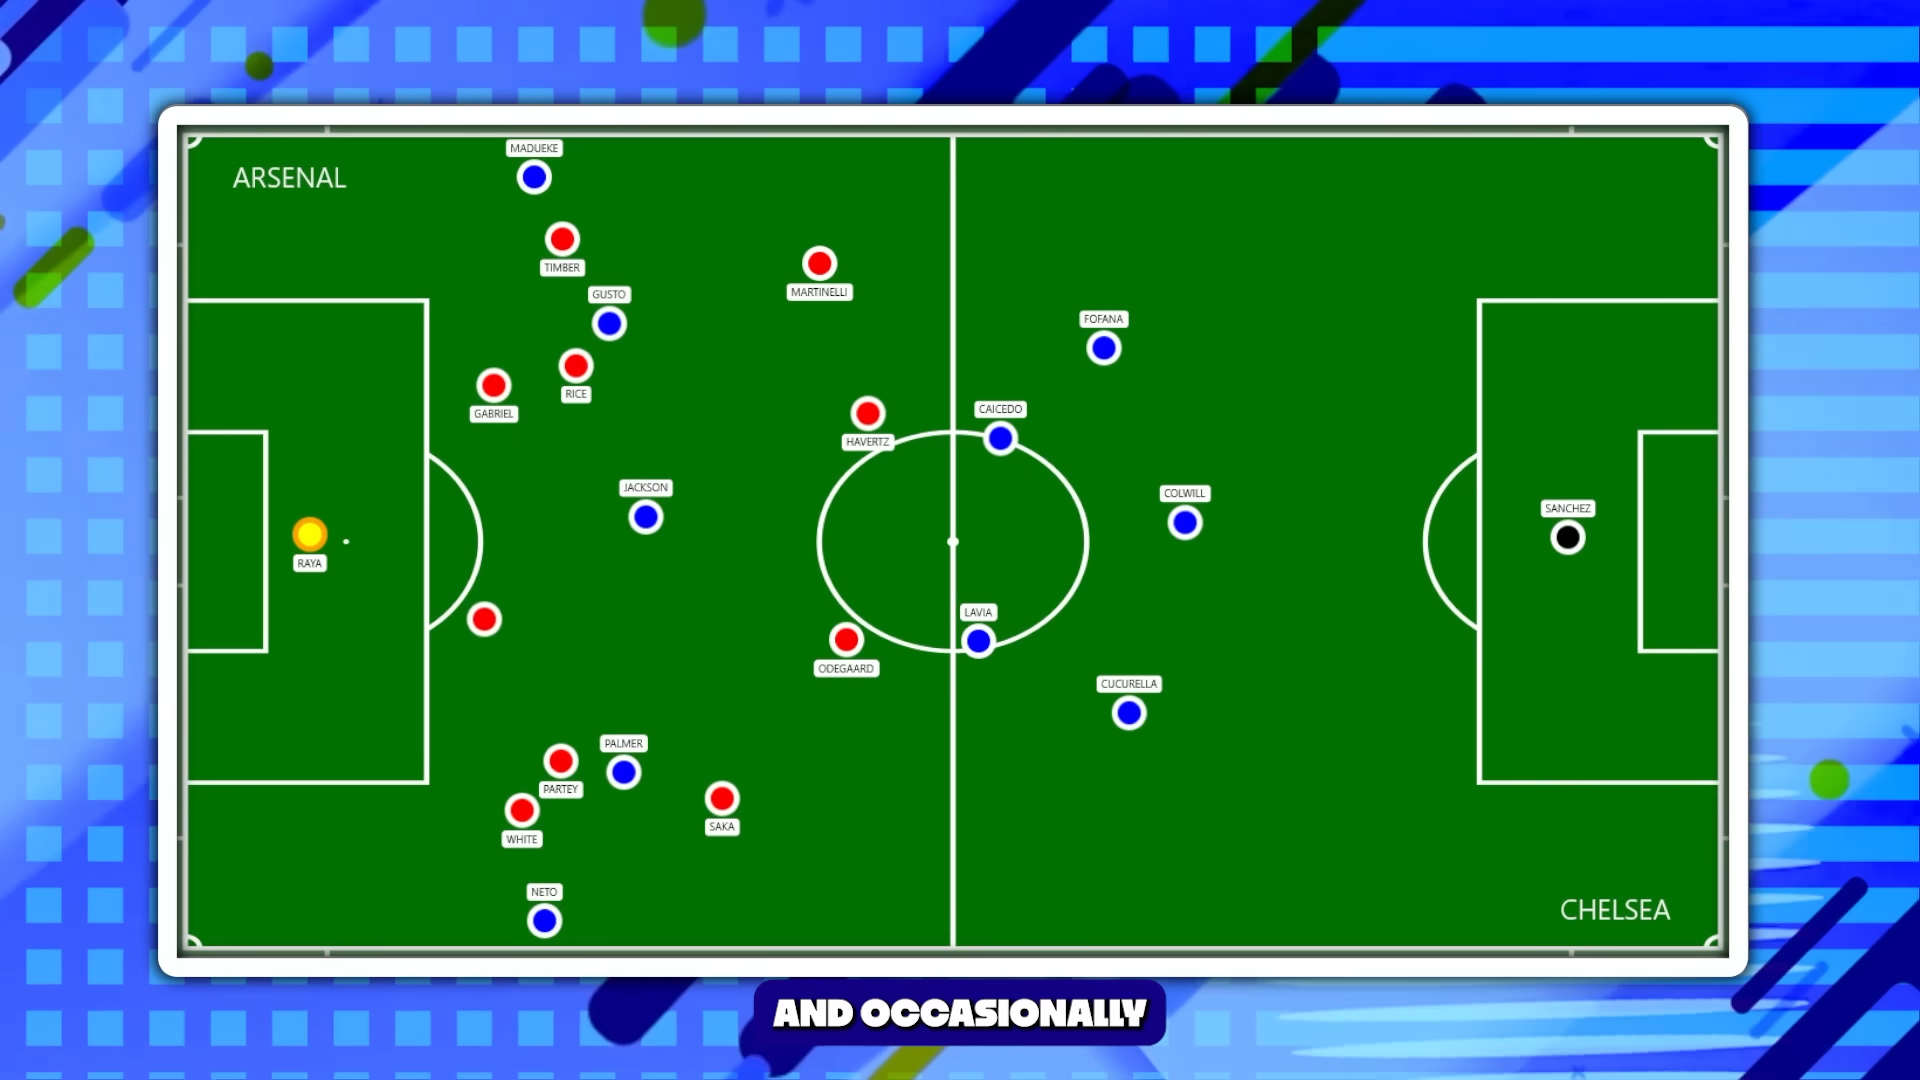 MADUEKE
ARSENAL
TIMBER
MARTINELLI
GUSTO
FOFANA
RICE
GABRIEL
CAICEDO
HAVERTZ
JACKSON
COLWILL
SANCHEZ
RAYA
LAVIA
ODEGAARD
CUCURELLA
PALMER
PARTEY
SAKA
WHITE
NETO
CHELSEA
AND OCCASIONALLY